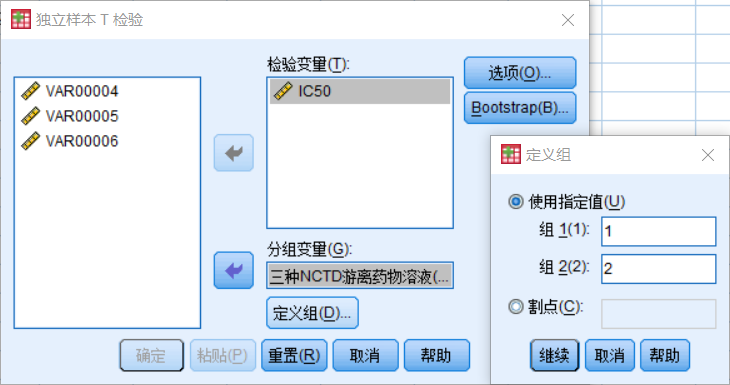 独立样本 T 检验
VAR00004
VAR00005
VAR00006
检验变量(T):
IC50
选项(O)...
Bootstrap(B)...
分组变量(G):
三种NCTD游离药物溶液(...
定义组(D)...
确定
粘贴(P)
重置(R)
取消
帮助
定义组
使用指定值(U)
组 1(1): 1
组 2(2): 2
割点(C):
继续
取消
帮助